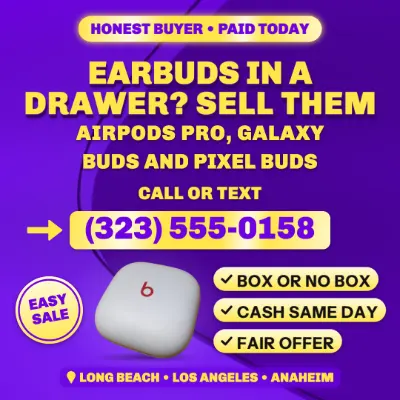 HONEST BUYER • PAID TODAY
EARBUDS IN A
DRAWER? SELL THEM
AIRPODS PRO, GALAXY
BUDS AND PIXEL BUDS
CALL OR TEXT
(323) 555-0158
EASY
SALE
b
BOX OR NO BOX
CASH SAME DAY
FAIR OFFER
LONG BEACH • LOS ANGELES • ANAHEIM